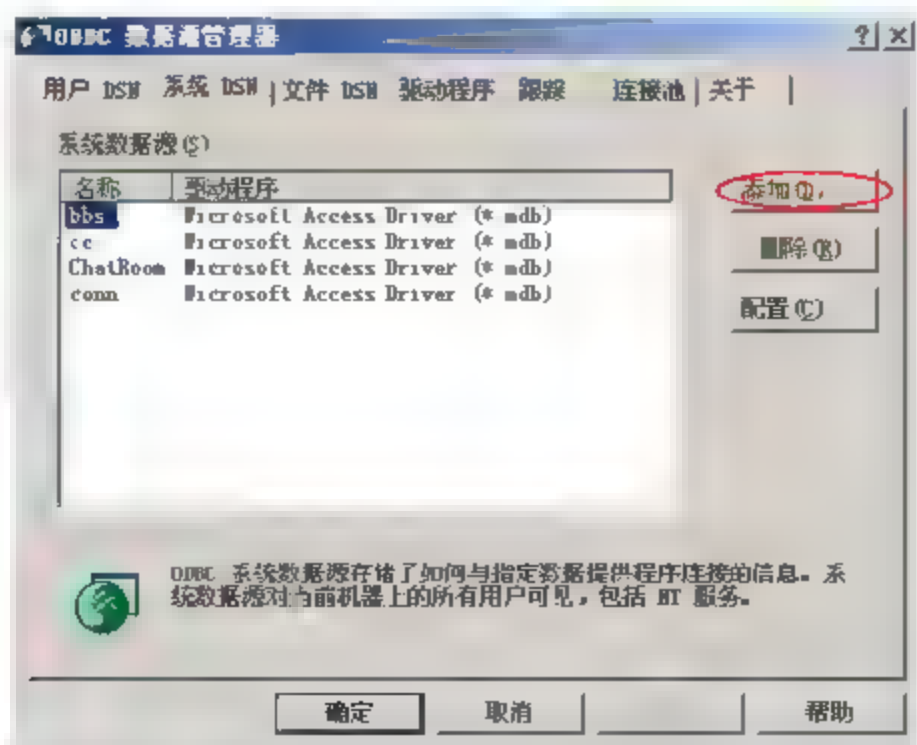 ODBC 数据源管理器
用户 DSN 系统 DSN 文件 DSN 驱动程序 跟踪 连接池 关于
系统数据源(S)
名称 驱动程序
bbs Microsoft Access Driver (* mdb)
cc Microsoft Access Driver (* mdb)
ChatRoom Microsoft Access Driver (* mdb)
conn Microsoft Access Driver (* mdb)
添加(D).
删除(R)
配置(C)
ODBC 系统数据源存储了如何与指定数据提供程序连接的信息。系
统数据源对当前机器上的所有用户可见，包括 NT 服务。
确定 取消 帮助